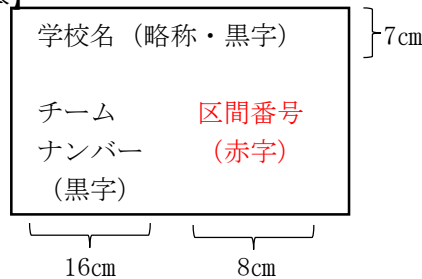 学校名（略称・黒字）
7cm
チーム 区間番号
ナンバー （赤字）
（黒字）
16cm 8cm